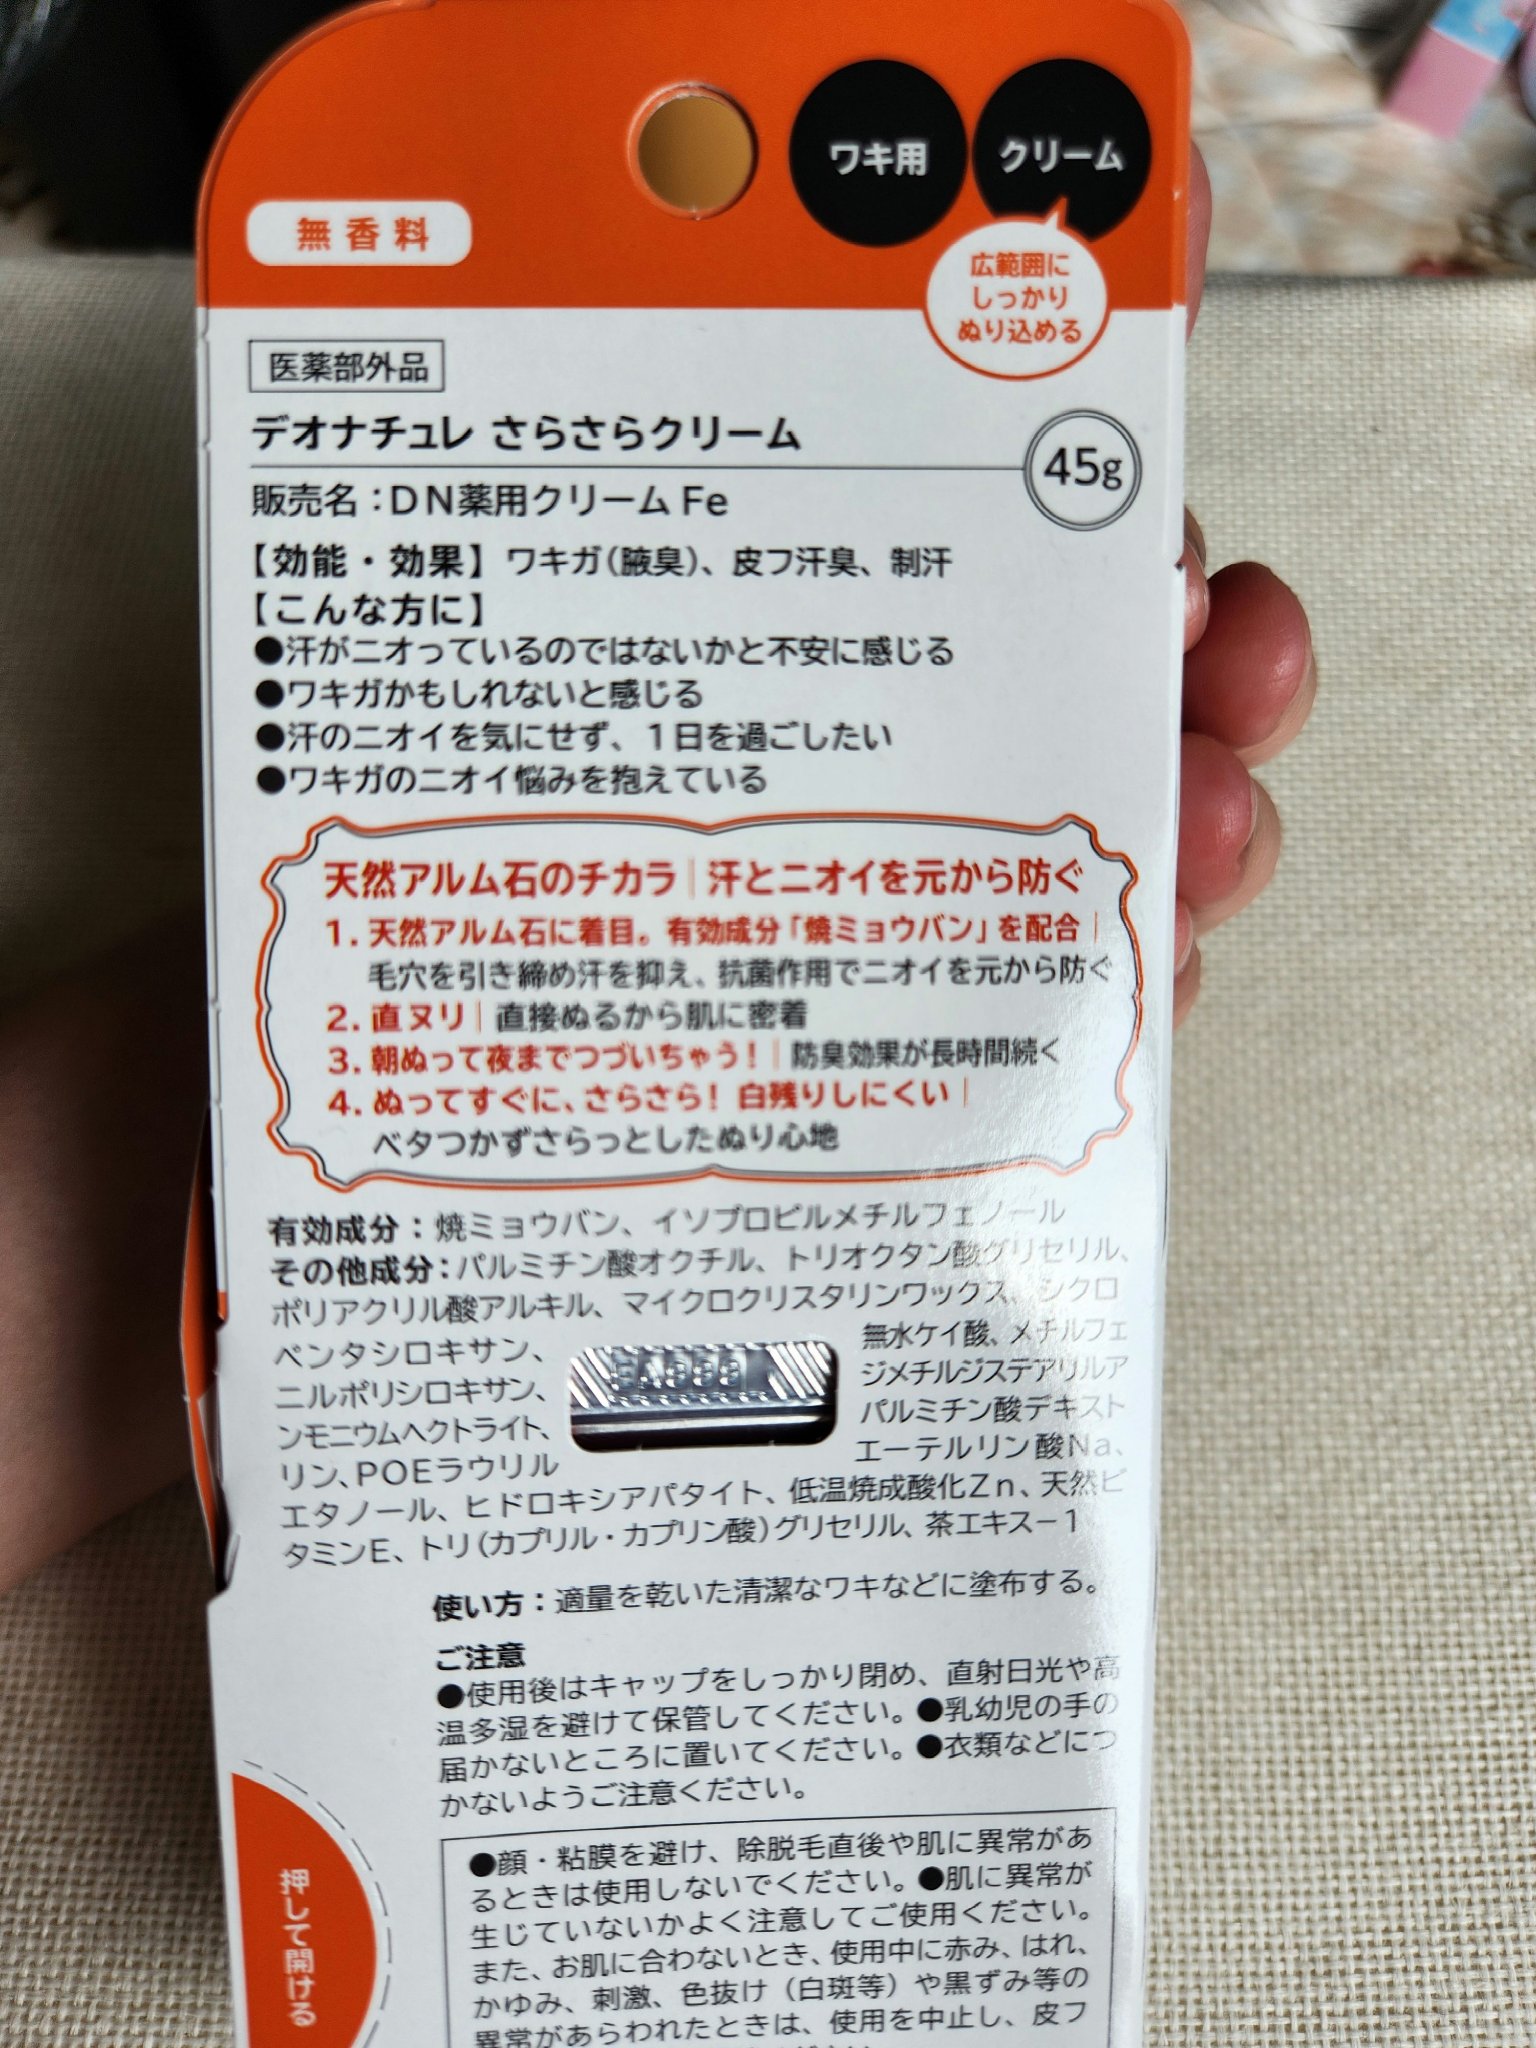 ワキ用
クリーム
無香料
広範囲に
しっかり
ぬり込める
医薬部外品
デオナチュレ さらさらクリーム
45g
販売名：DN薬用クリーム Fe
【効能・効果】ワキガ(腋臭)、皮フ汗臭、制汗
【こんな方に】
●汗がニオっているのではないかと不安に感じる
●ワキガかもしれないと感じる
●汗のニオイを気にせず、1日を過ごしたい
●ワキガのニオイ悩みを抱えている
天然アルム石のチカラ|汗とニオイを元から防ぐ
1. 天然アルム石に着目。有効成分「焼ミョウバン」を配合|
毛穴を引き締め汗を抑え、抗菌作用でニオイを元から防ぐ
2. 直ヌリ|直接ぬるから肌に密着
3. 朝ぬって夜までつづいちゃう！|防臭効果が長時間続く
4. ぬってすぐに、さらさら！白残りしにくい|
ベタつかずさらっとしたぬり心地
有効成分：焼ミョウバン、イソプロピルメチルフェノール
その他成分：パルミチン酸オクチル、トリオクタン酸グリセリル、
ポリアクリル酸アルキル、マイクロクリスタリンワックス、シクロ
ペンタシロキサン、無水ケイ酸、メチルフェ
ニルポリシロキサン、ジメチルジステアリルア
ンモニウムヘクトライト、パルミチン酸デキスト
リン、POEラウリルエーテルリン酸Na、
エタノール、ヒドロキシアパタイト、低温焼成酸化Zn、天然ビ
タミンE、トリ(カプリル・カプリン酸)グリセリル、茶エキス－1
使い方：適量を乾いた清潔なワキなどに塗布する。
ご注意
●使用後はキャップをしっかり閉め、直射日光や高
温多湿を避けて保管してください。●乳幼児の手の
届かないところに置いてください。●衣類などにつ
かないようご注意ください。
●顔・粘膜を避け、除脱毛直後や肌に異常があ
るときは使用しないでください。●肌に異常が
生じていないかよく注意してご使用ください。
また、お肌に合わないとき、使用中に赤み、はれ、
かゆみ、刺激、色抜け（白斑等）や黒ずみ等の
異常があらわれたときは、使用を中止し、皮フ
押して開ける